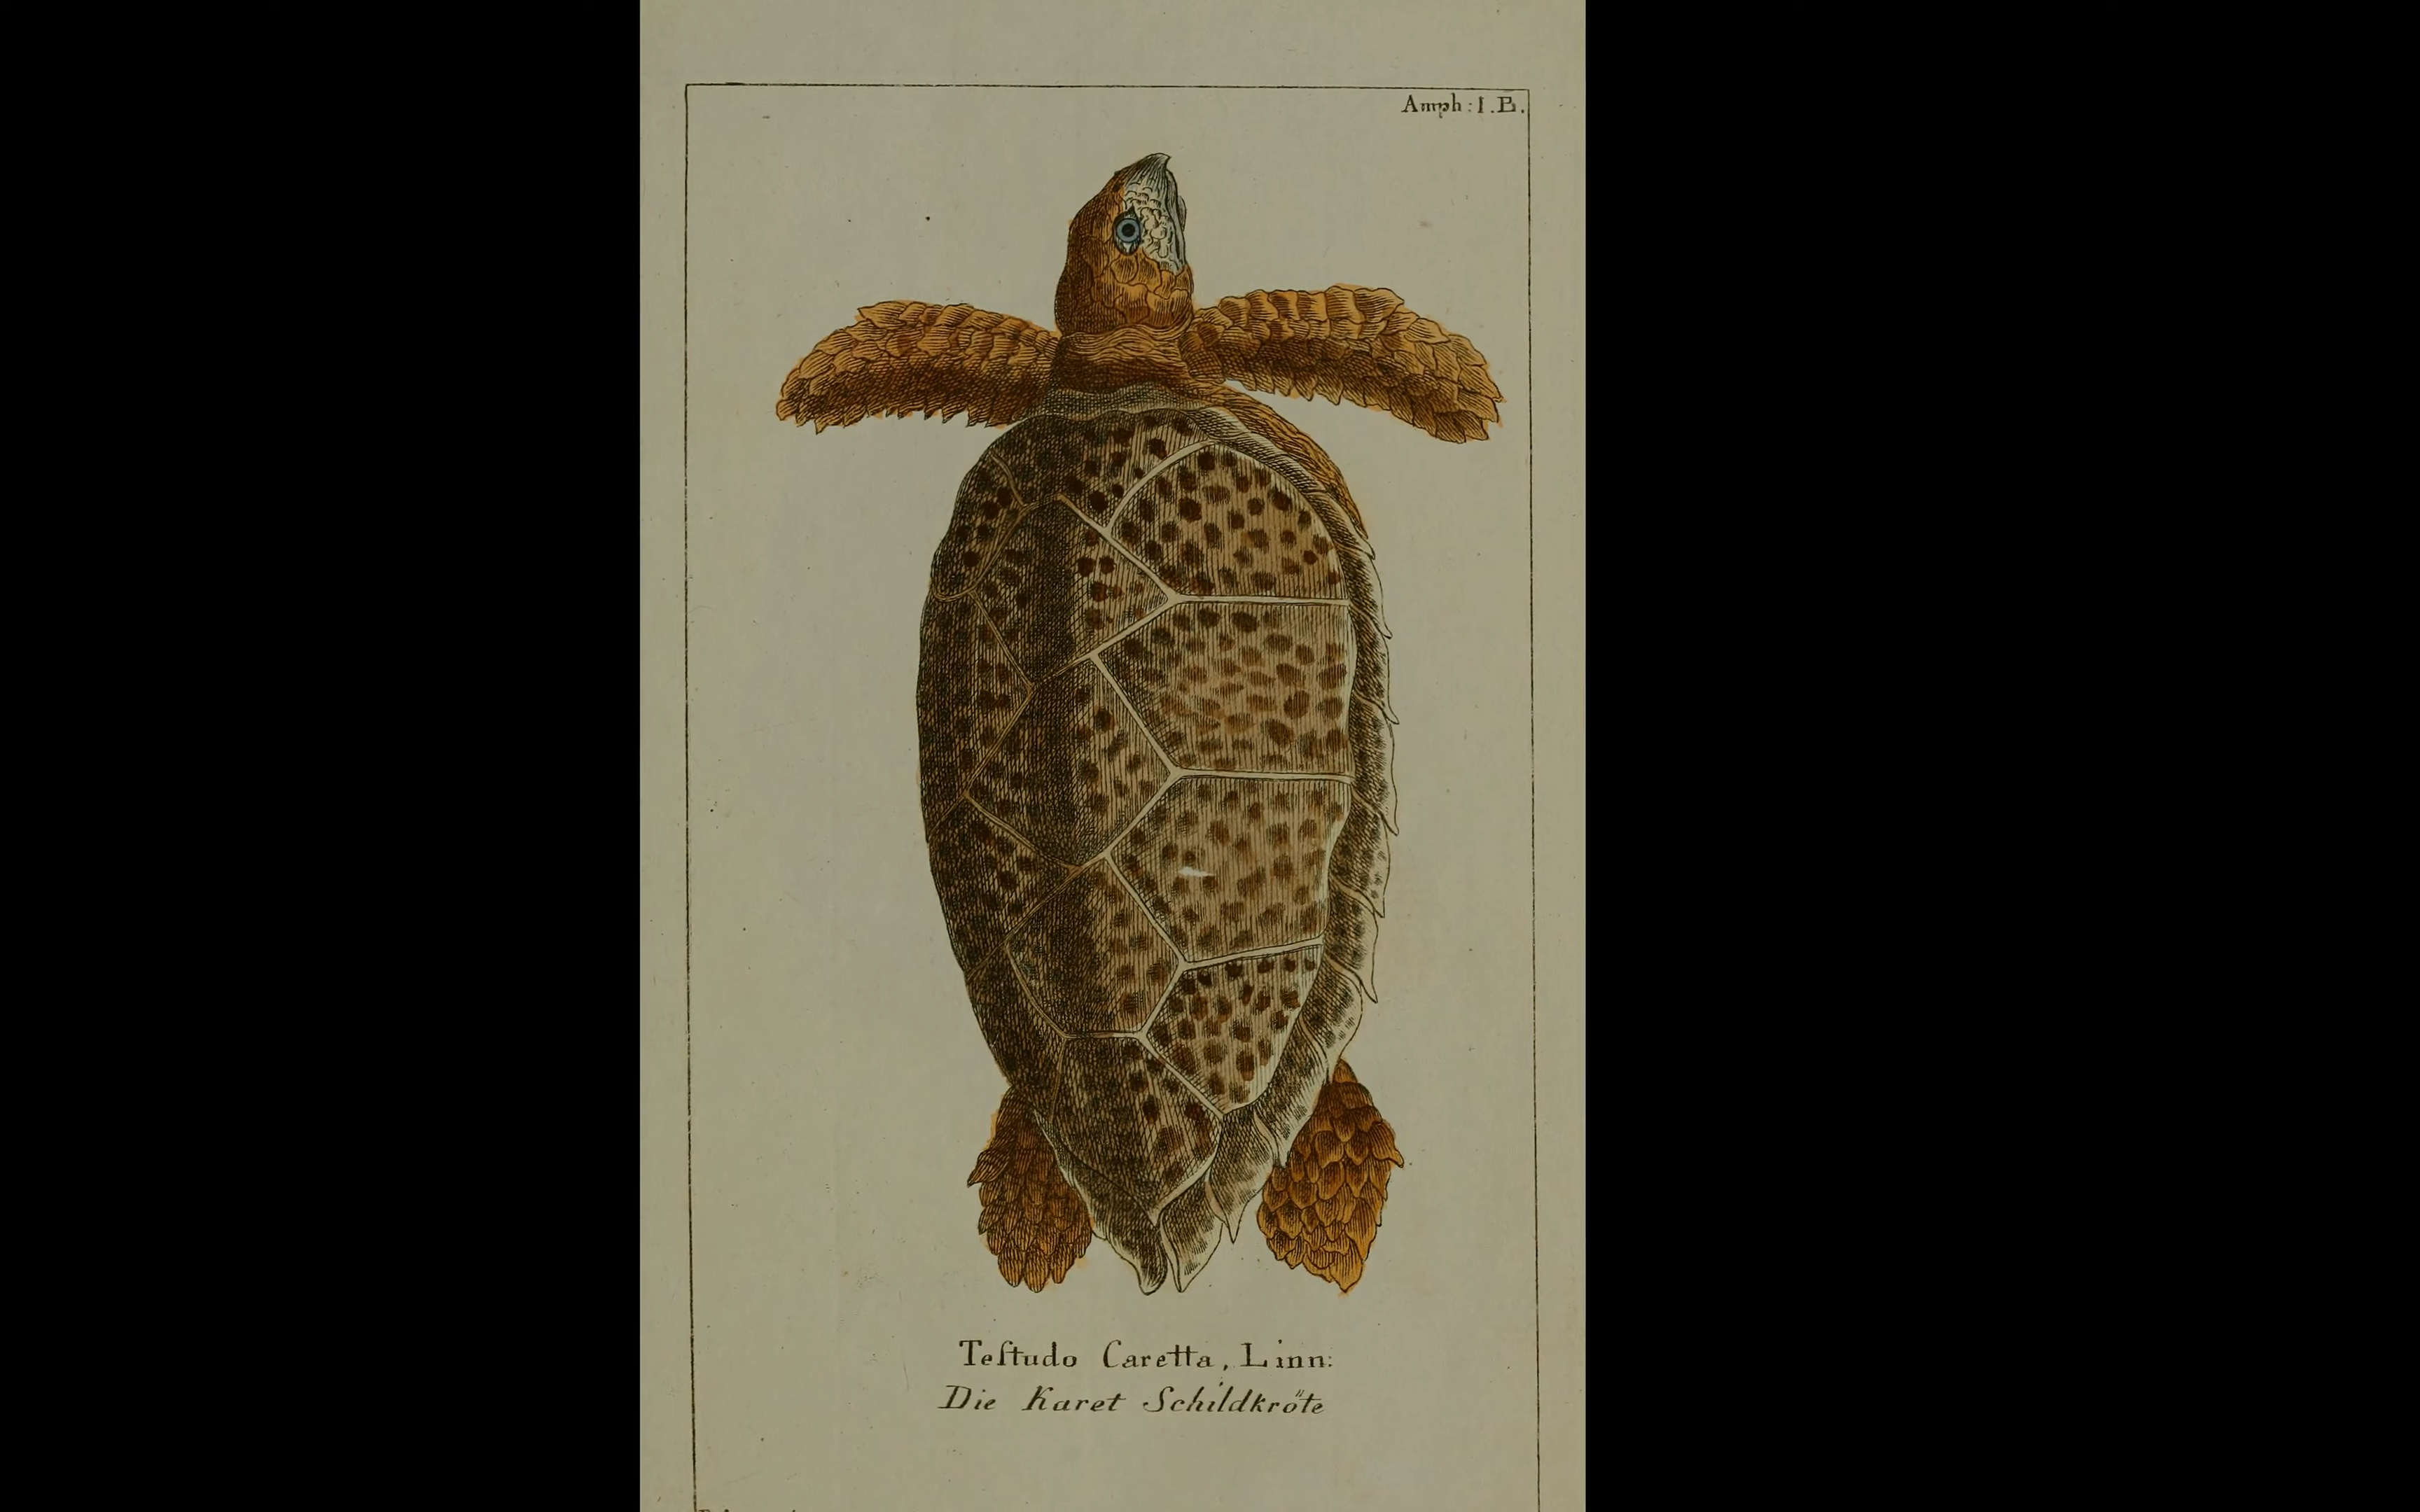 Amph: I. B.
Teſtudo Caretta, Linn:
Die Karet Schildkröte